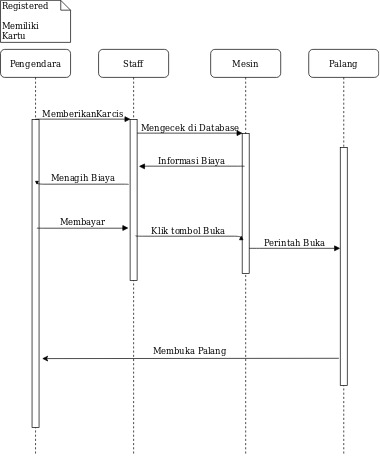 Registered
Memiliki
Kartu
Pengendara
Staff
Mesin
Palang
MemberikanKarcis
Mengecek di Database
Informasi Biaya
Menagih Biaya
Membayar
Klik tombol Buka
Perintah Buka
Membuka Palang